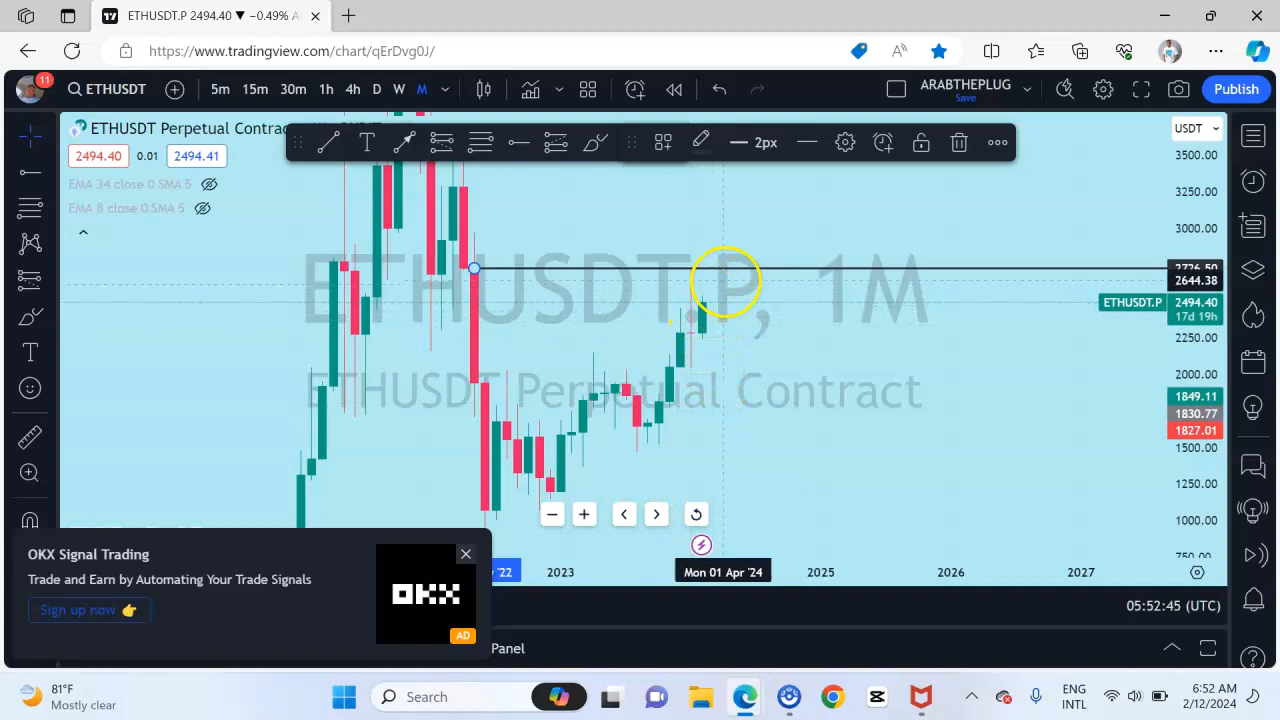 ETHUSDT.P 2494.40 ▼ −0.49%
https://www.tradingview.com/chart/qErDvg0J/
11
ETHUSDT
5m 15m 30m 1h 4h D W M
ARABTHEPLUG
Save
Publish
ETHUSDT Perpetual Contrac
2px
USDT
2494.40 0.01 2494.41
EMA 34 close 0 SMA 5
EMA 8 close 0 SMA 5
ETHUSDT.P, 1M
ETHUSDT Perpetual Contract
3500.00
3250.00
3000.00
2726.50
2644.38
ETHUSDT.P 2494.40
17d 19h
2250.00
2000.00
1849.11
1830.77
1827.01
1500.00
1250.00
1000.00
750.00
'22 2023 Mon 01 Apr '24 2025 2026 2027
OKX Signal Trading
Trade and Earn by Automating Your Trade Signals
Sign up now 👉
OKX
AD
05:52:45 (UTC)
Panel
81°F
Mostly clear
Search
ENG
INTL
6:52 AM
2/12/2024